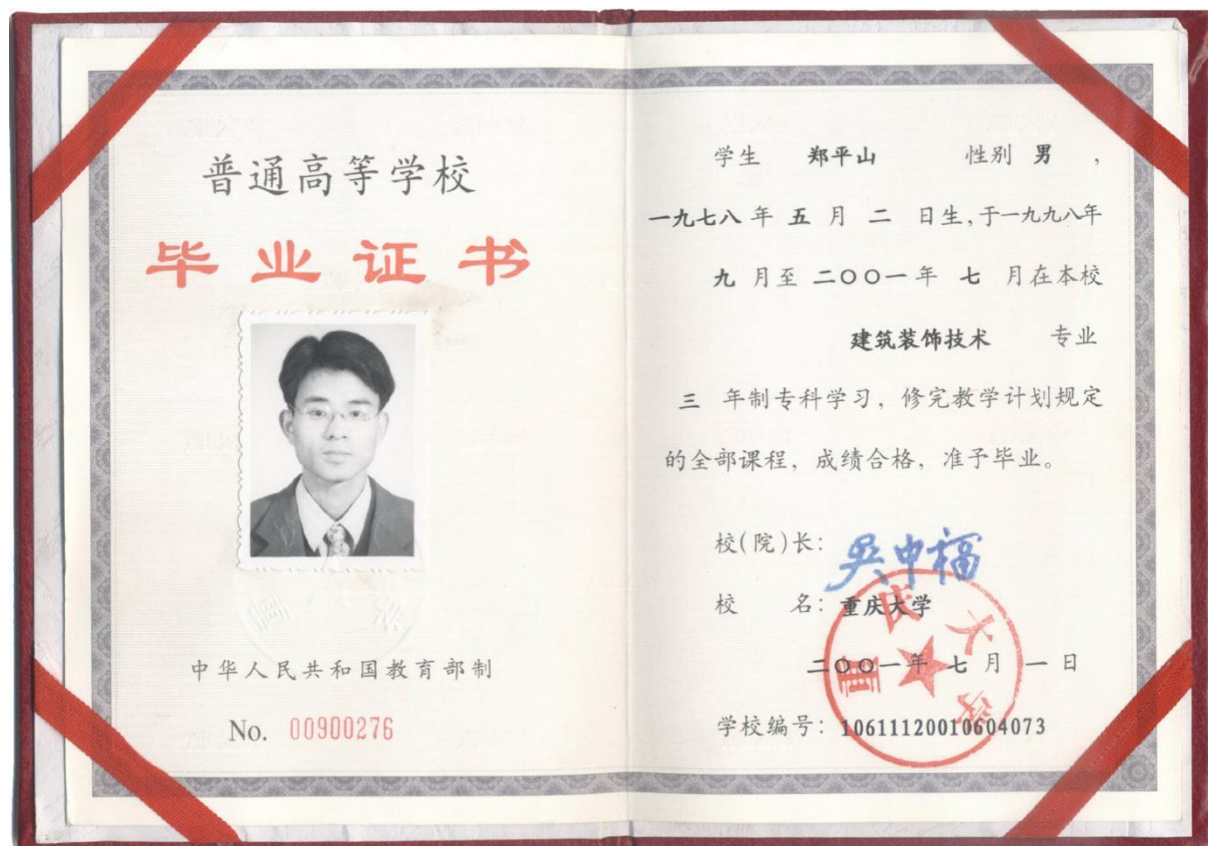 普通高等学校
毕业证书
中华人民共和国教育部制
No. 00900276
学生 郑平山 性别 男 ,
一九七八 年 五 月 二 日生,于一九九八年
九 月至 二〇〇一 年 七 月在本校
建筑装饰技术 专业
三 年制专科学习, 修完教学计划规定
的全部课程, 成绩合格, 准予毕业。
校(院)长: 吴中福
校 名: 重庆大学
重庆大学
二〇〇一年 七 月 一 日
学校编号: 10611120010604073